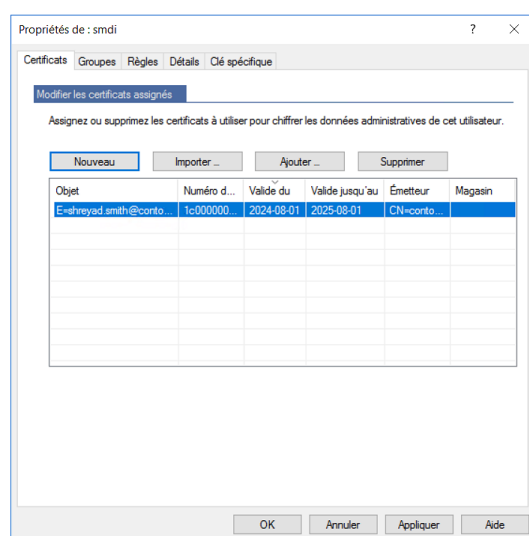 Propriétés de : smdi ? ×
Certificats Groupes Règles Détails Clé spécifique
Modifier les certificats assignés
Assignez ou supprimez les certificats à utiliser pour chiffrer les données administratives de cet utilisateur.
Nouveau Importer ... Ajouter ... Supprimer
Objet Numéro d... Valide du Valide jusqu'au Émetteur Magasin
E=shreyad.smith@conto... 1c000000... 2024-08-01 2025-08-01 CN=conto...
OK Annuler Appliquer Aide